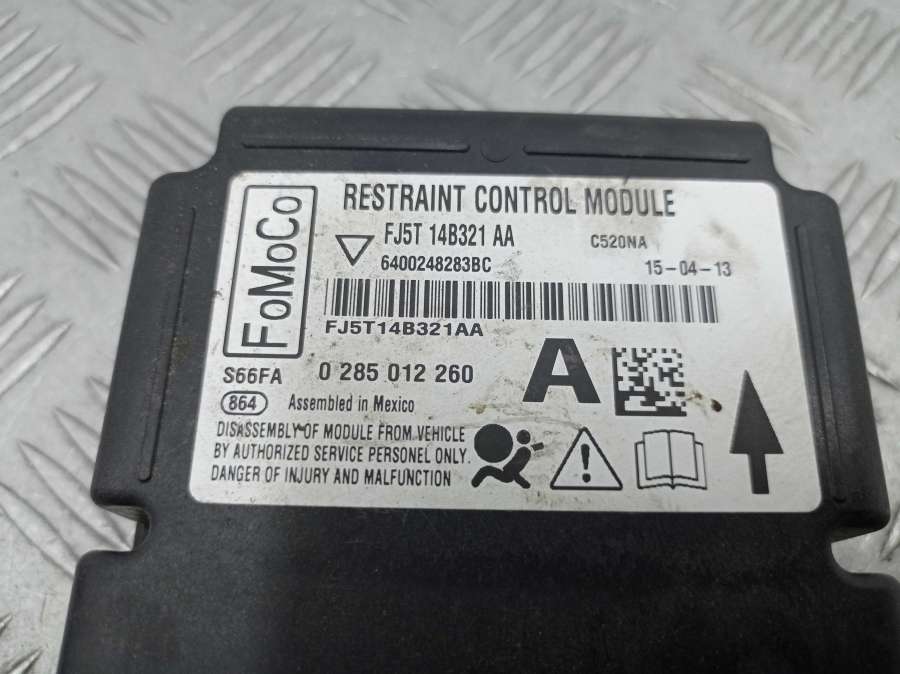 FoMoCo
RESTRAINT CONTROL MODULE
FJ5T 14B321 AA
C520NA
6400248283BC
15-04-13
FJ5T14B321AA
S66FA
0 285 012 260
A
864
Assembled in Mexico
DISASSEMBLY OF MODULE FROM VEHICLE
BY AUTHORIZED SERVICE PERSONEL ONLY.
DANGER OF INJURY AND MALFUNCTION